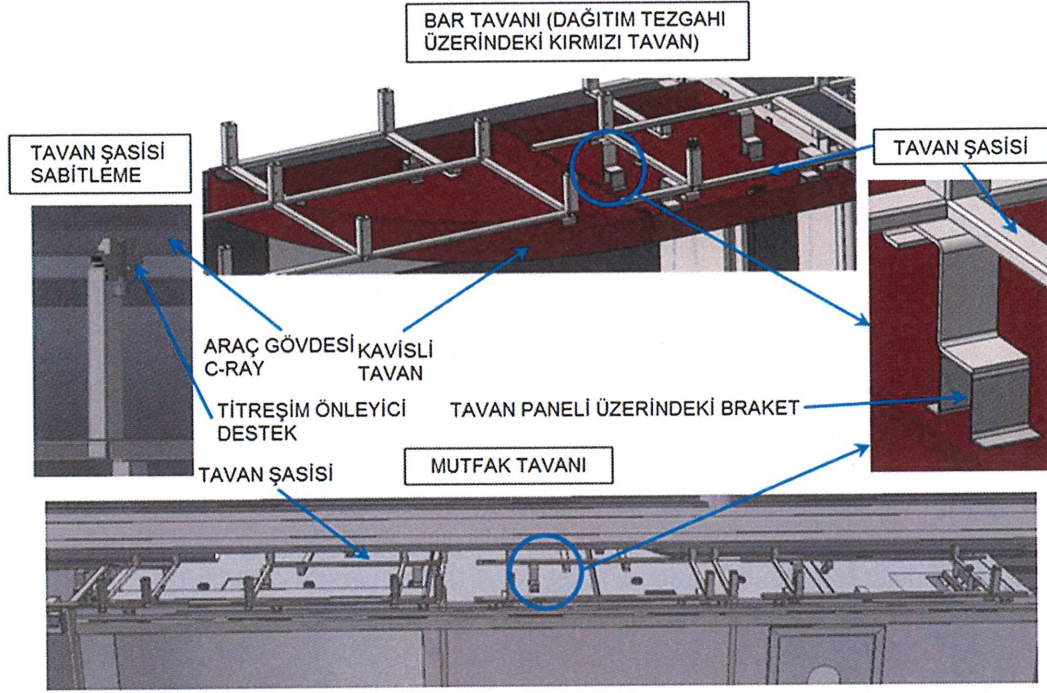 BAR TAVANI (DAĞITIM TEZGAHI
ÜZERİNDEKİ KIRMIZI TAVAN)
TAVAN ŞASİSİ
SABİTLEME
TAVAN ŞASİSİ
ARAÇ GÖVDESİ
C-RAY
KAVİSLİ
TAVAN
TİTREŞİM ÖNLEYİCİ
DESTEK
TAVAN PANELİ ÜZERİNDEKİ BRAKET
TAVAN ŞASİSİ
MUTFAK TAVANI